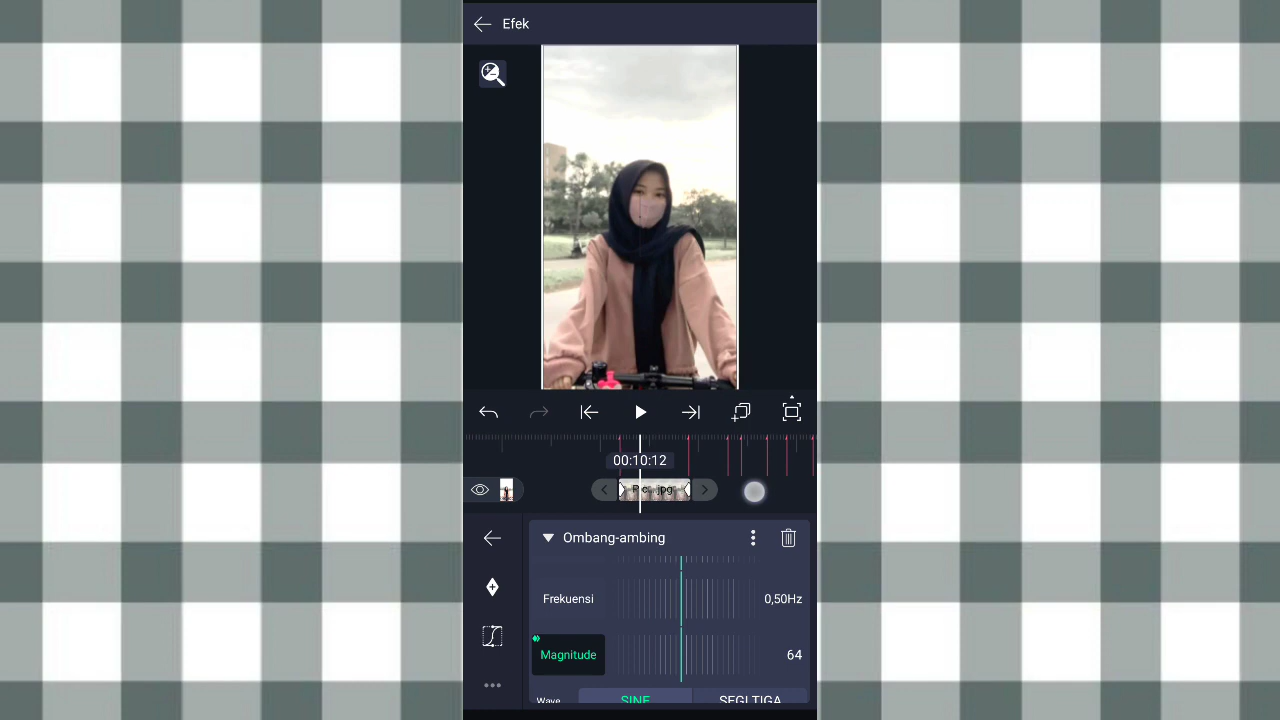 Efek
00:10:12
Ombang-ambing
Frekuensi 0,50Hz
Magnitude 64
Wave SINE SEGI TIGA